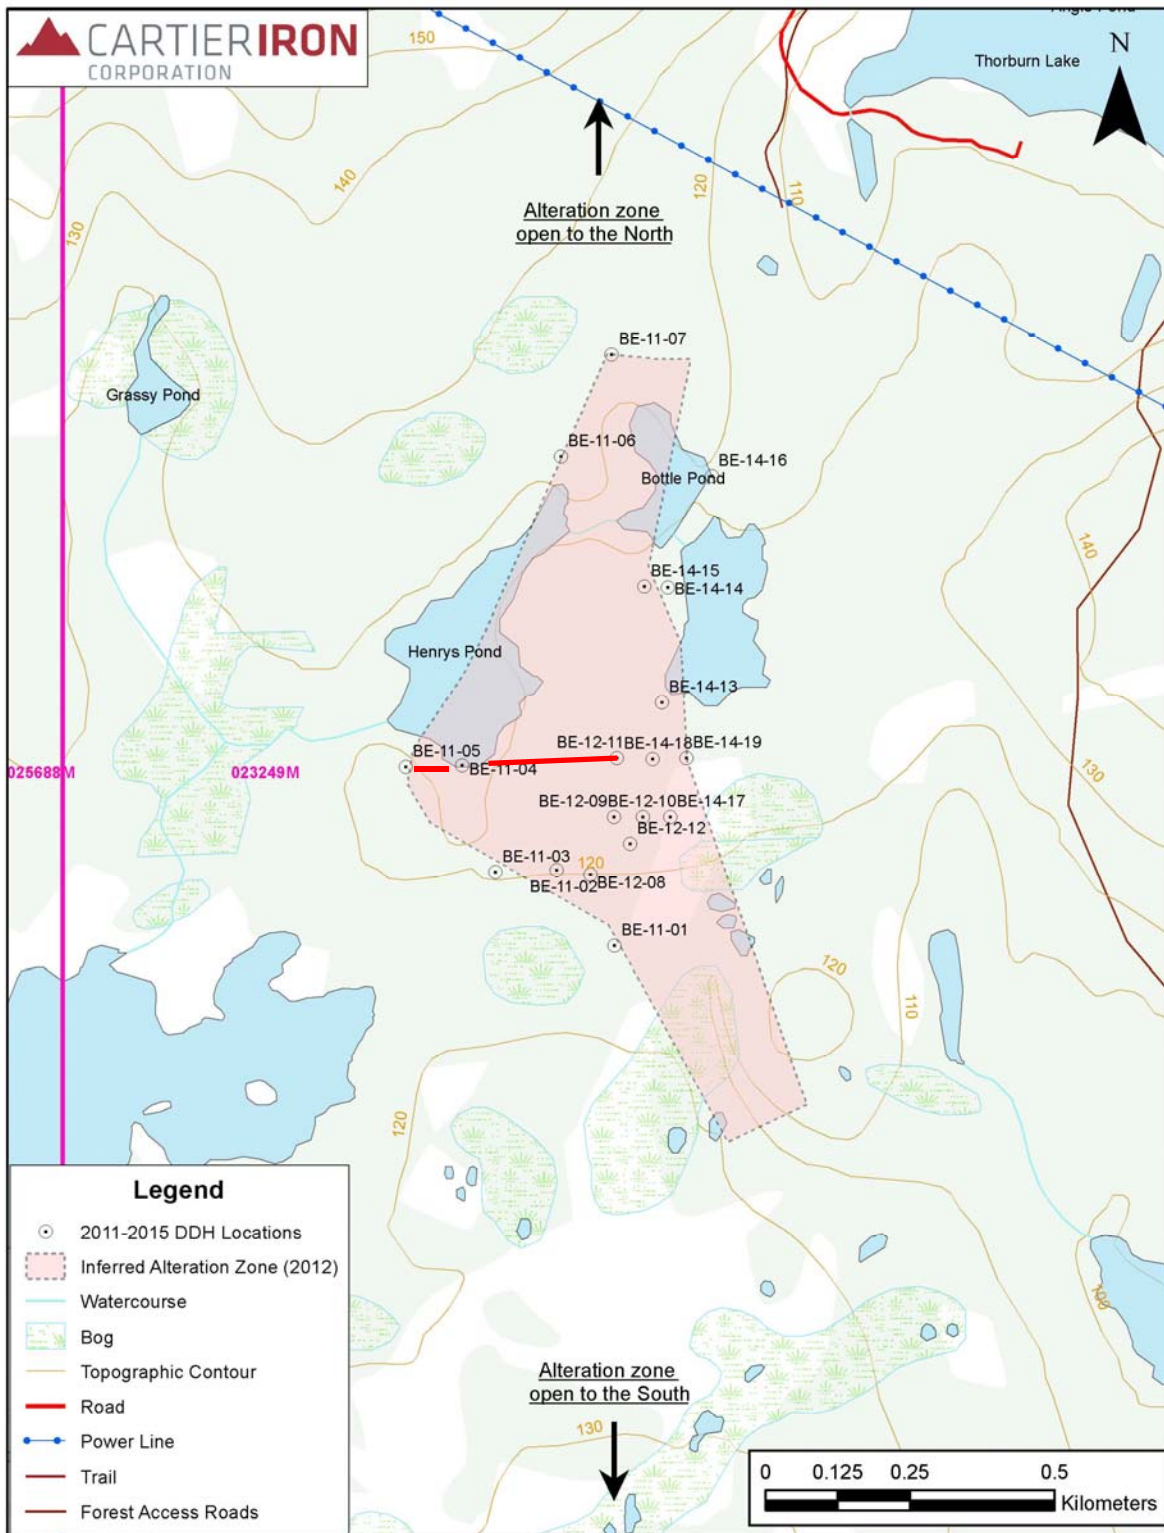 CARTIER IRON
CORPORATION
Angle Pond
Thorburn Lake
N
150
140
130
120
110
Alteration zone
open to the North
BE-11-07
Grassy Pond
BE-11-06
BE-14-16
Bottle Pond
140
BE-14-15
BE-14-14
Henrys Pond
BE-14-13
BE-12-11 BE-14-18 BE-14-19
BE-11-05
BE-11-04
025688M
023249M
130
BE-12-09 BE-12-10 BE-14-17
BE-12-12
BE-11-03
120
BE-11-02
BE-12-08
BE-11-01
120
110
120
100
Legend
2011-2015 DDH Locations
Inferred Alteration Zone (2012)
Watercourse
Bog
Topographic Contour
Road
Power Line
Trail
Forest Access Roads
Alteration zone
open to the South
130
0 0.125 0.25 0.5
Kilometers